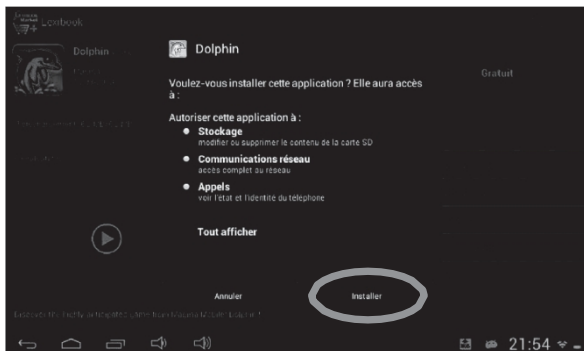 Lexibook
Dolphin
Dolphin
Gratuit
Voulez-vous installer cette application ? Elle aura accès
à :
Autoriser cette application à :
Stockage
modifier ou supprimer le contenu de la carte SD
Communications réseau
accès complet au réseau
Appels
voir l'état et l'identité du téléphone
Tout afficher
Annuler
Installer
21:54